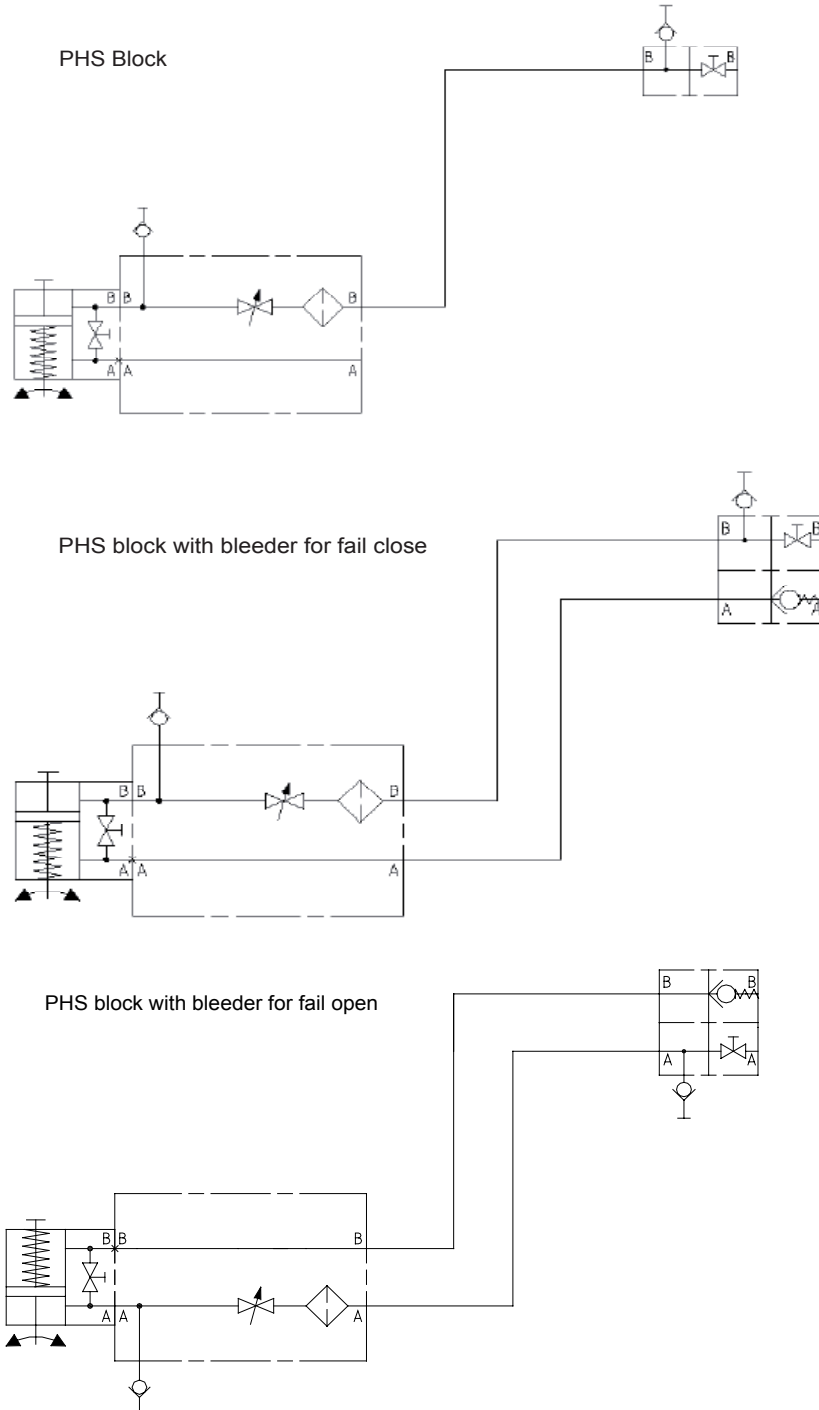 PHS Block
B B
B B B
A A A
PHS block with bleeder for fail close
B B
A A
B B B
A A A
PHS block with bleeder for fail open
B B
A A
B B B
A A A